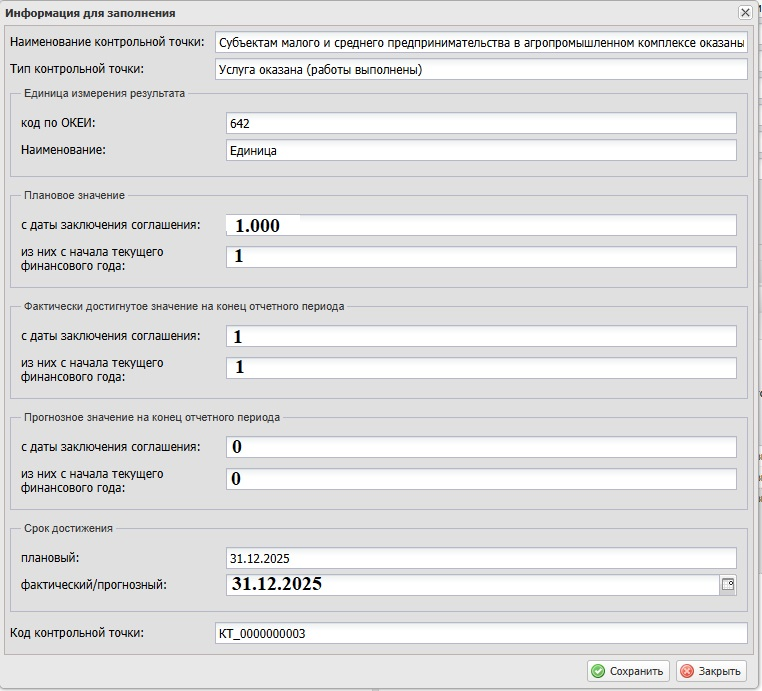 Информация для заполнения
Наименование контрольной точки: Субъектам малого и среднего предпринимательства в агропромышленном комплексе оказаны
Тип контрольной точки: Услуга оказана (работы выполнены)
Единица измерения результата
код по ОКЕИ: 642
Наименование: Единица
Плановое значение
с даты заключения соглашения: 1.000
из них с начала текущего
финансового года: 1
Фактически достигнутое значение на конец отчетного периода
с даты заключения соглашения: 1
из них с начала текущего
финансового года: 1
Прогнозное значение на конец отчетного периода
с даты заключения соглашения: 0
из них с начала текущего
финансового года: 0
Срок достижения
плановый: 31.12.2025
фактический/прогнозный: 31.12.2025
Код контрольной точки: КТ_0000000003
Сохранить Закрыть